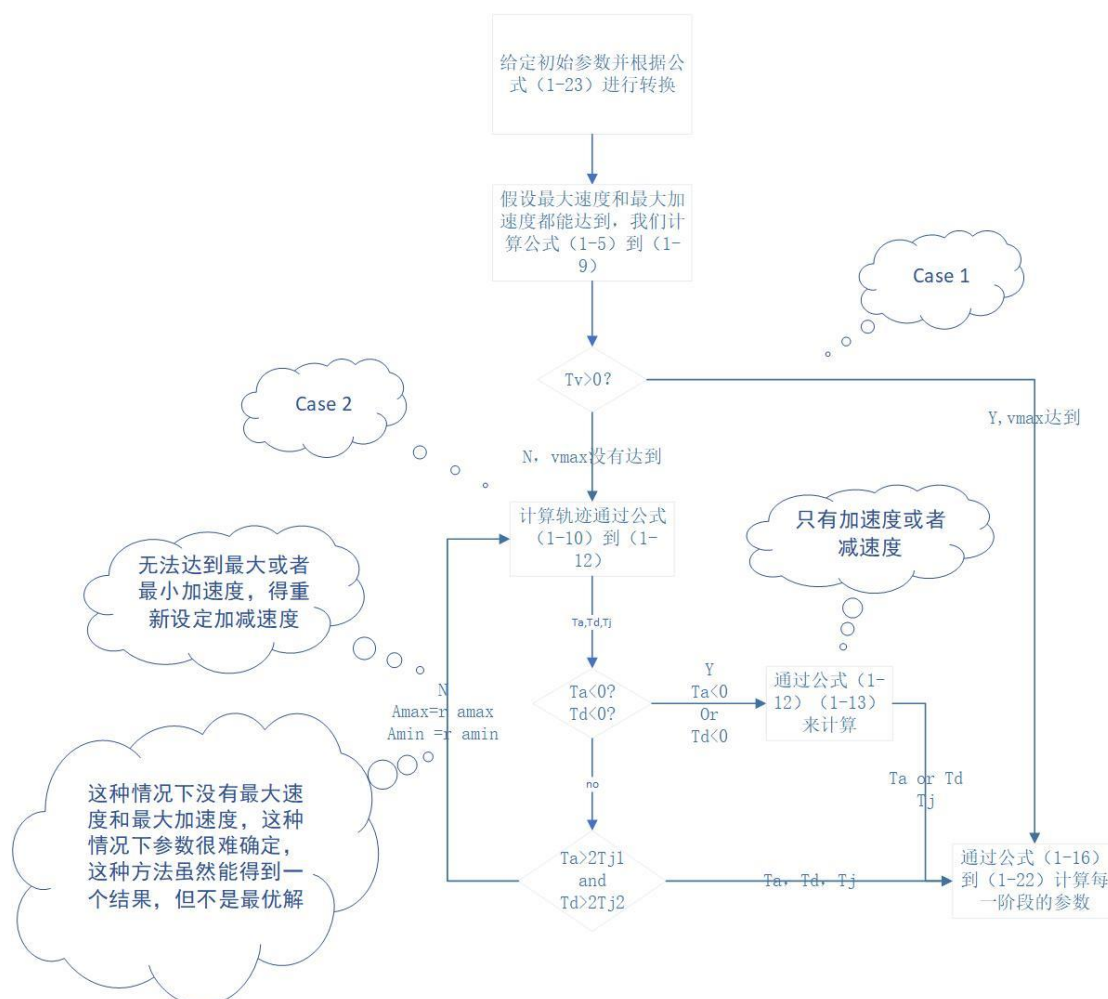 给定初始参数并根据公
式（1-23）进行转换
假设最大速度和最大加
速度都能达到，我们计
算公式（1-5）到（1-
9）
Case 1
Tv>0?
Case 2
Y,vmax达到
N，vmax没有达到
计算轨迹通过公式
（1-10）到（1-
12）
只有加速度或者
减速度
无法达到最大或者
最小加速度，得重
新设定加减速度
Ta,Td,Tj
N
Amax=r amax
Amin =r amin
Ta<0?
Td<0?
Y
Ta<0
Or
Td<0
通过公式（1-
12）（1-13）
来计算
no
Ta or Td
Tj
这种情况下没有最大速
度和最大加速度，这种
情况下参数很难确定，
这种方法虽然能得到一
个结果，但不是最优解
Ta>2Tj1
and
Td>2Tj2
Ta，Td，Tj
通过公式（1-16）
到（1-22）计算每
一阶段的参数